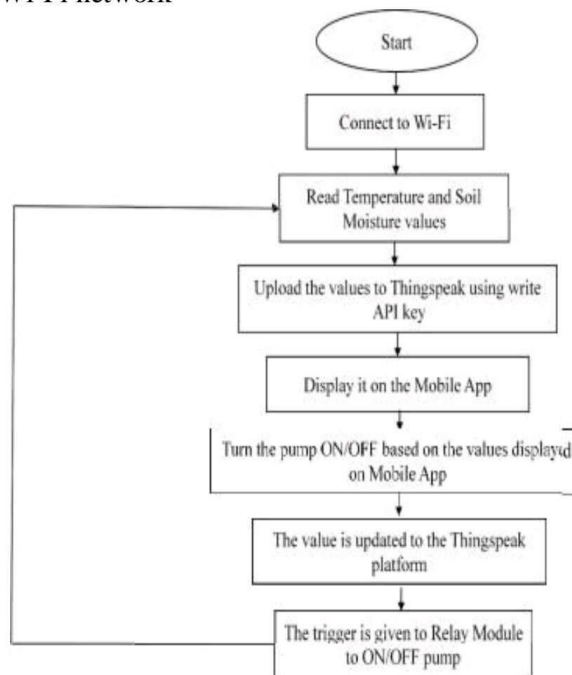 Wi-Fi network
Start
Connect to Wi-Fi
Read Temperature and Soil
Moisture values
Upload the values to Thingspeak using write
API key
Display it on the Mobile App
Turn the pump ON/OFF based on the values displayed
on Mobile App
The value is updated to the Thingspeak
platform
The trigger is given to Relay Module
to ON/OFF pump